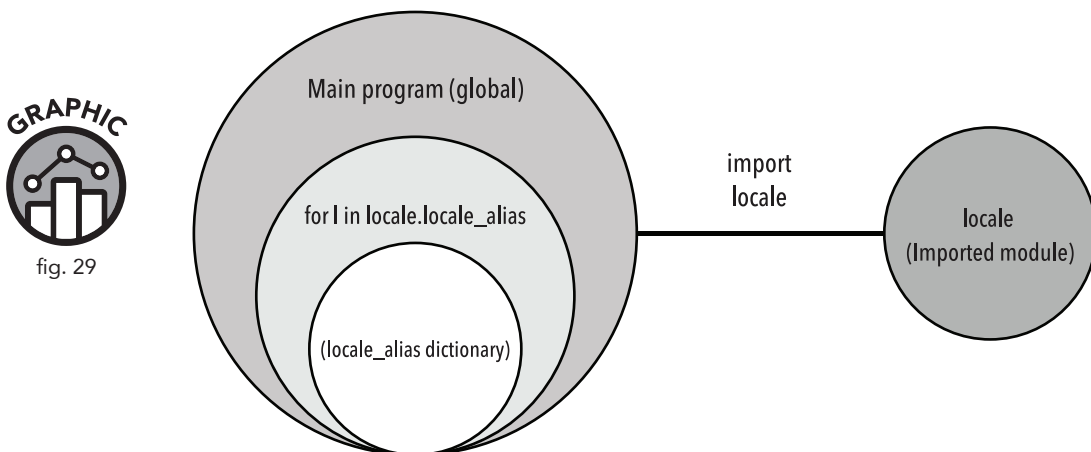 GRAPHIC
fig. 29
Main program (global)
for l in locale.locale_alias
(locale_alias dictionary)
import
locale
locale
(Imported module)